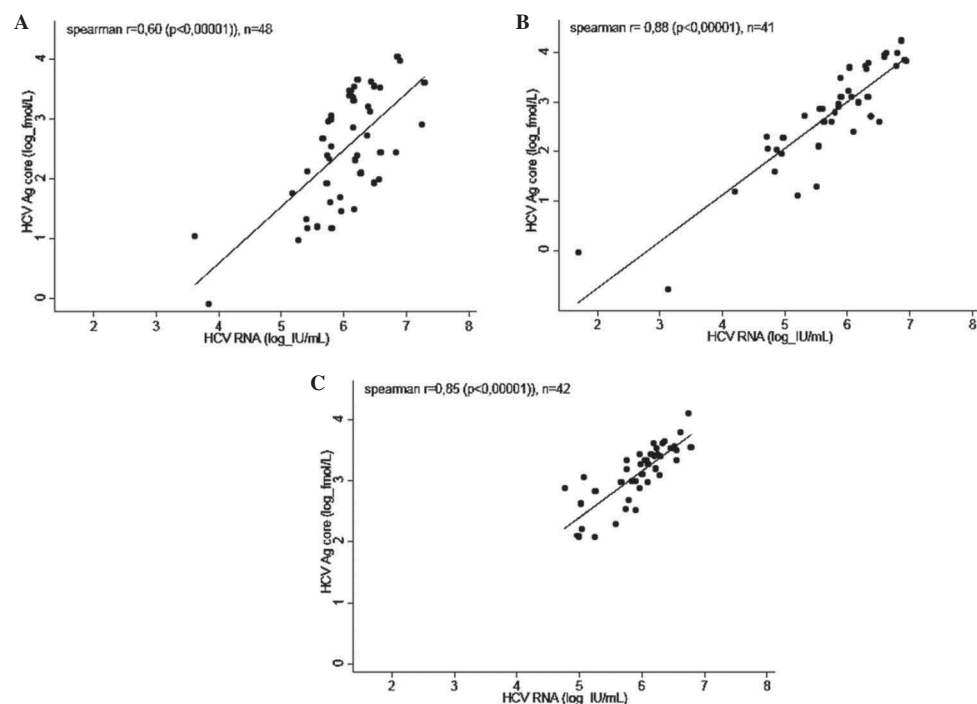 A
spearman r=0,60 (p<0,00001)), n=48
HCV Ag core (log_fmol/L)
4
3
2
1
0
2 3 4 5 6 7 8
HCV RNA (log_IU/mL)
B
spearman r= 0,88 (p<0,00001), n=41
HCV Ag core (log_fmol/L)
4
3
2
1
0
2 3 4 5 6 7 8
HCV RNA (log_IU/mL)
C
spearman r=0,85 (p<0,00001)), n=42
HCV Ag core (log_fmol/L)
4
3
2
1
0
2 3 4 5 6 7 8
HCV RNA (log_IU/mL)